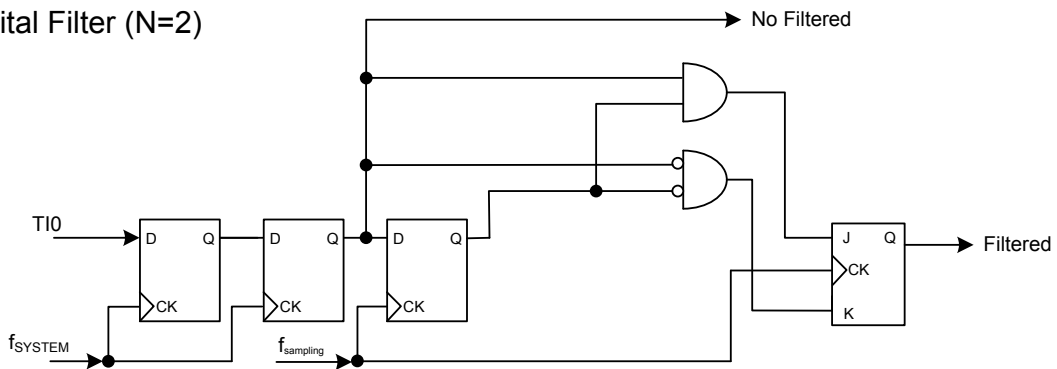 ital Filter (N=2)
No Filtered
TI0
D Q
CK
D Q
CK
D Q
CK
J Q
CK
K
Filtered
fSYSTEM
fsampling